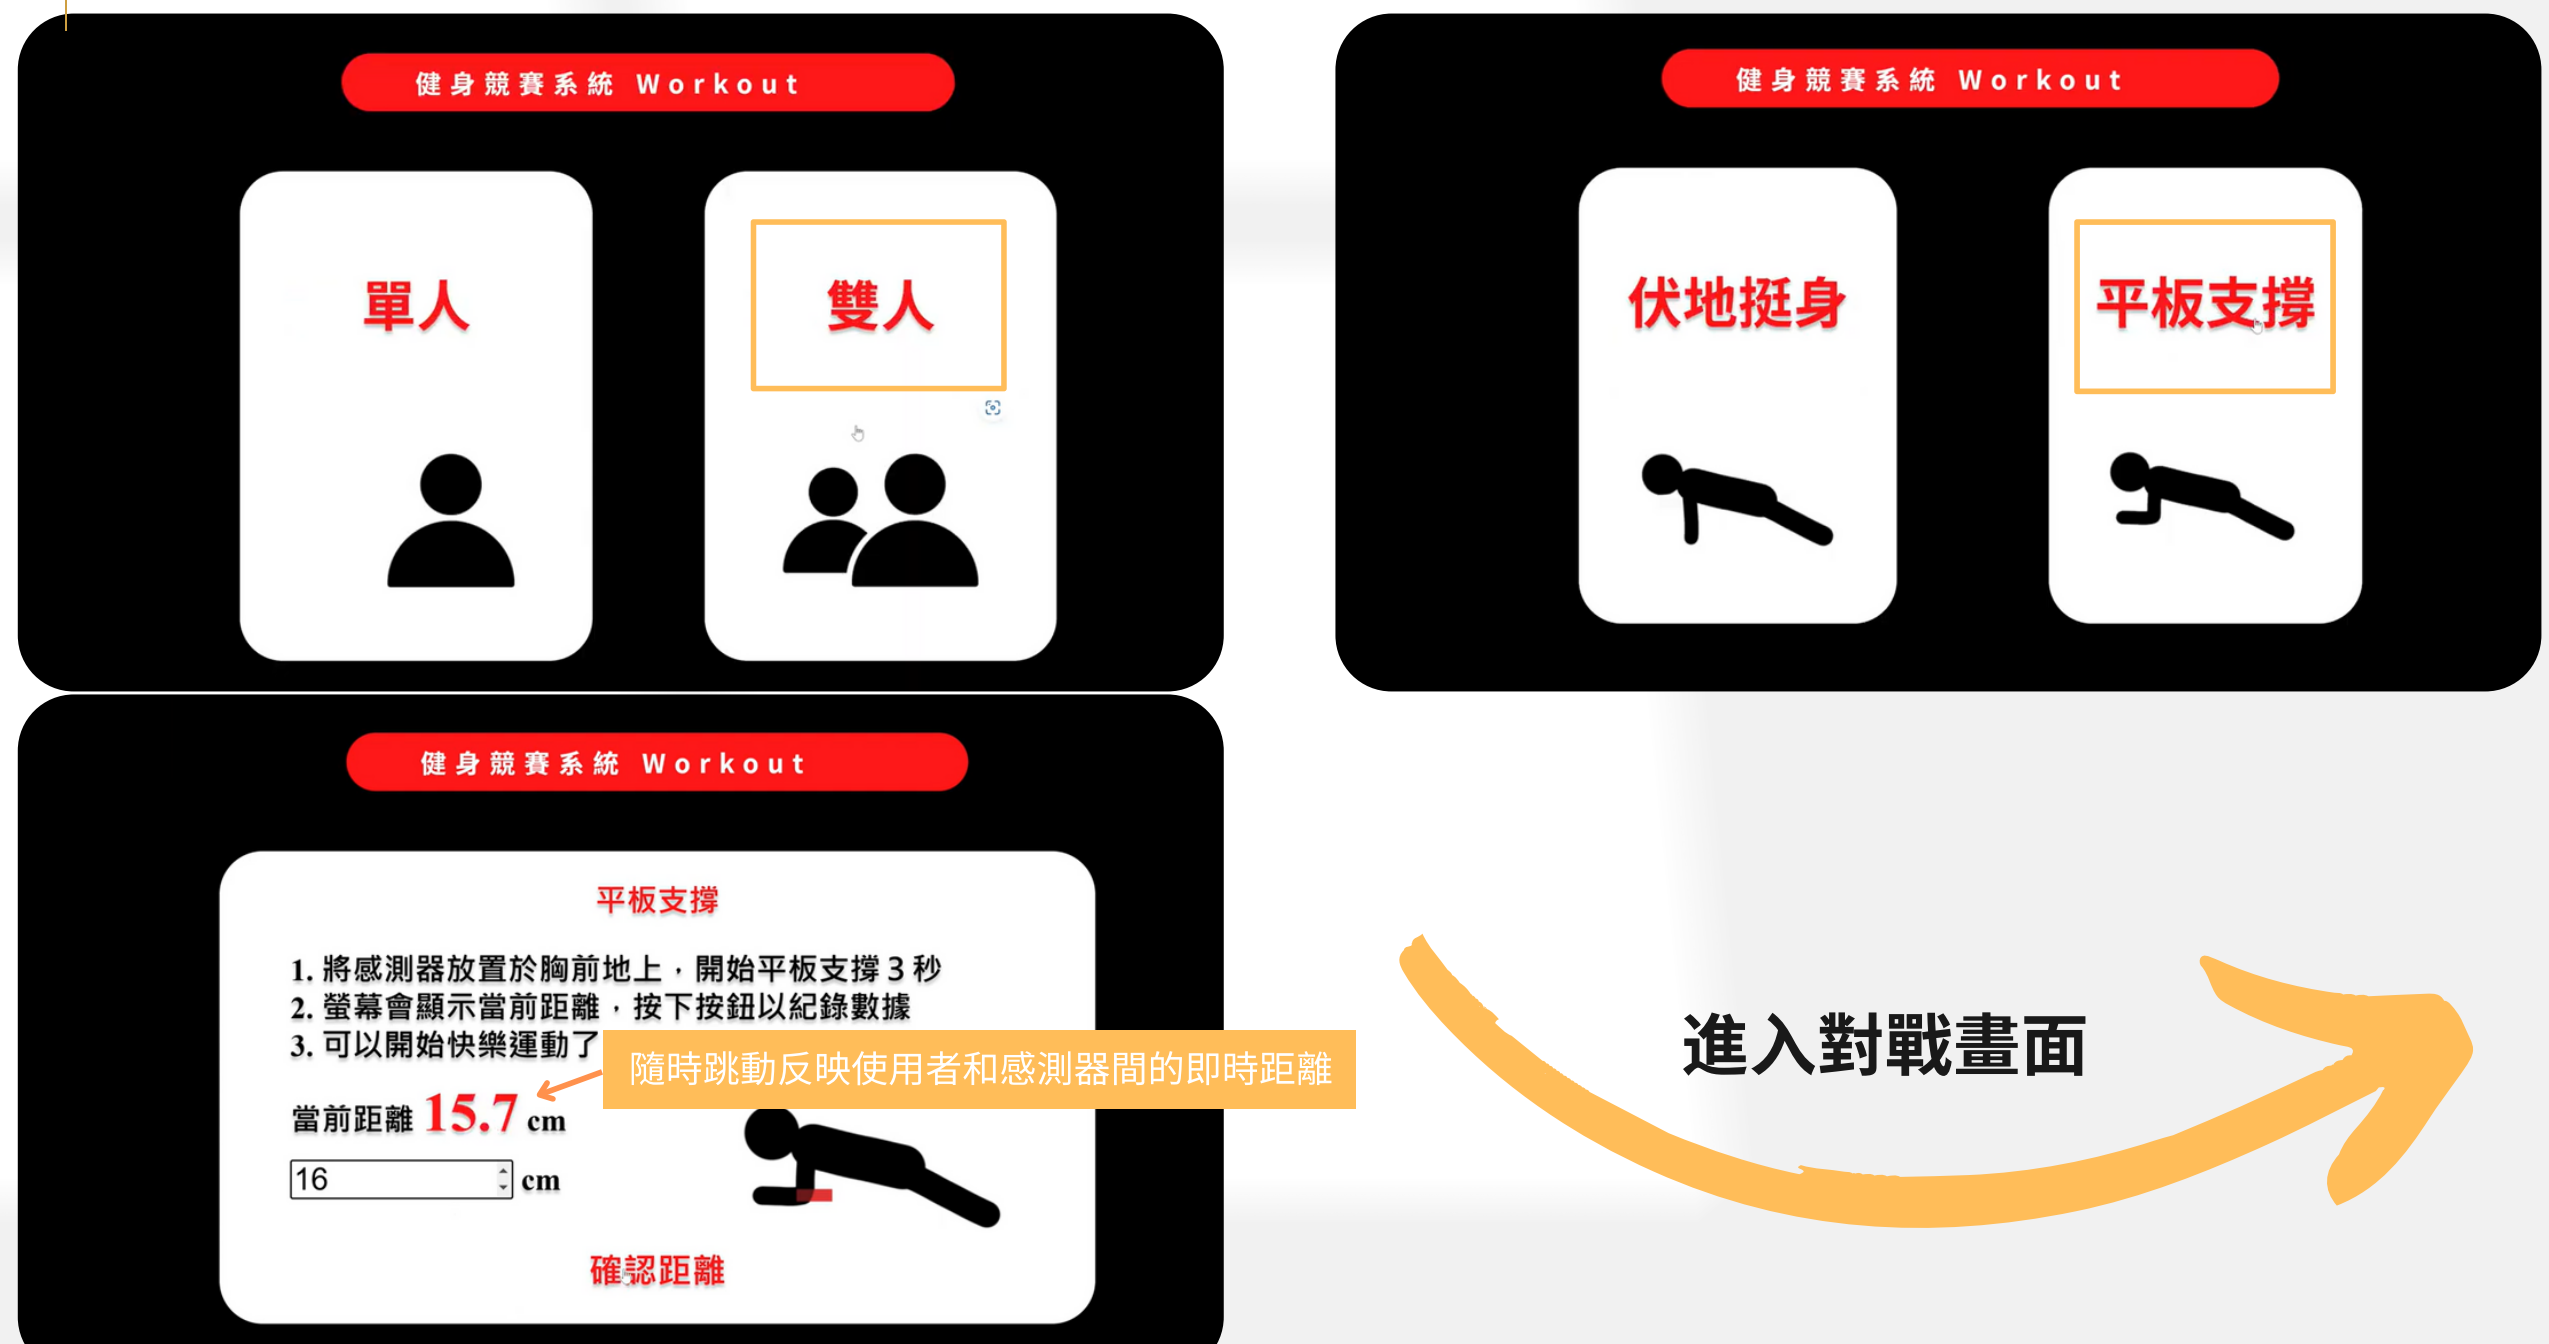 健身競賽系統 Workout
單人
雙人
健身競賽系統 Workout
伏地挺身
平板支撐
健身競賽系統 Workout
平板支撐
1. 將感測器放置於胸前地上，開始平板支撐 3 秒
2. 螢幕會顯示當前距離，按下按鈕以紀錄數據
3. 可以開始快樂運動了
隨時跳動反映使用者和感測器間的即時距離
當前距離 15.7 cm
16 cm
確認距離
進入對戰畫面